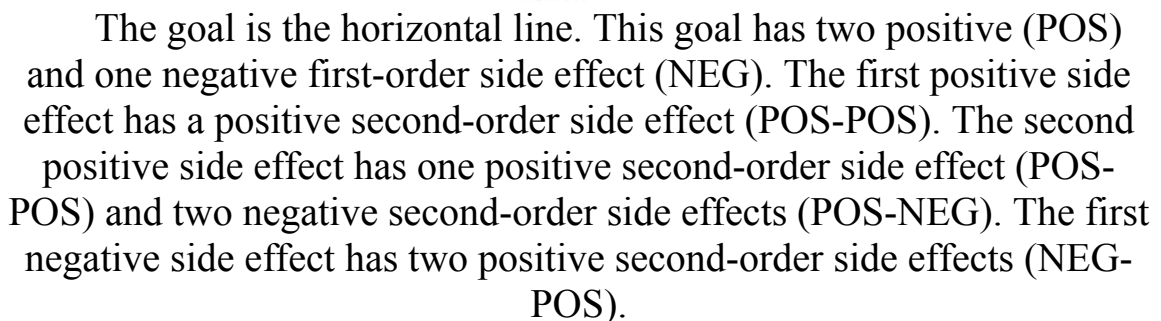 The goal is the horizontal line. This goal has two positive (POS)
and one negative first-order side effect (NEG). The first positive side
effect has a positive second-order side effect (POS-POS). The second
positive side effect has one positive second-order side effect (POS-
POS) and two negative second-order side effects (POS-NEG). The first
negative side effect has two positive second-order side effects (NEG-
POS).